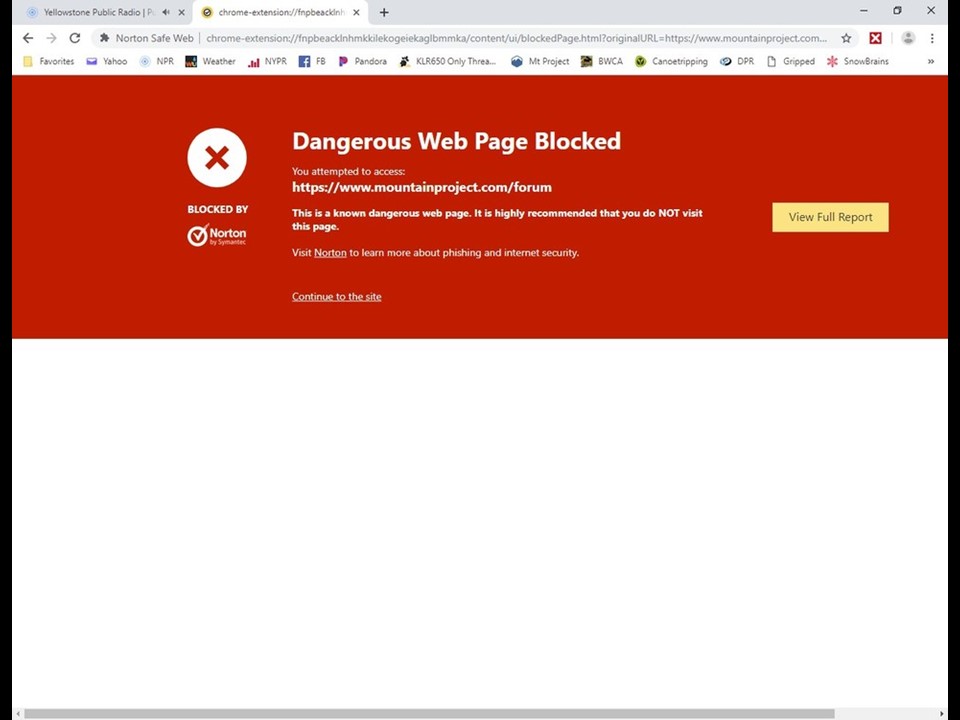 Yellowstone Public Radio | Pu
chrome-extension://fnpbeacklnh
Norton Safe Web | chrome-extension://fnpbeacklnhmkkilekogeiekaglbmmka/content/ui/blockedPage.html?originalURL=https://www.mountainproject.com...
Favorites Yahoo NPR Weather NYPR FB Pandora KLR650 Only Threa... Mt Project BWCA Canoetripping DPR Gripped SnowBrains »
Dangerous Web Page Blocked
You attempted to access:
https://www.mountainproject.com/forum
BLOCKED BY
Norton
by Symantec
This is a known dangerous web page. It is highly recommended that you do NOT visit
this page.
View Full Report
Visit Norton to learn more about phishing and internet security.
Continue to the site